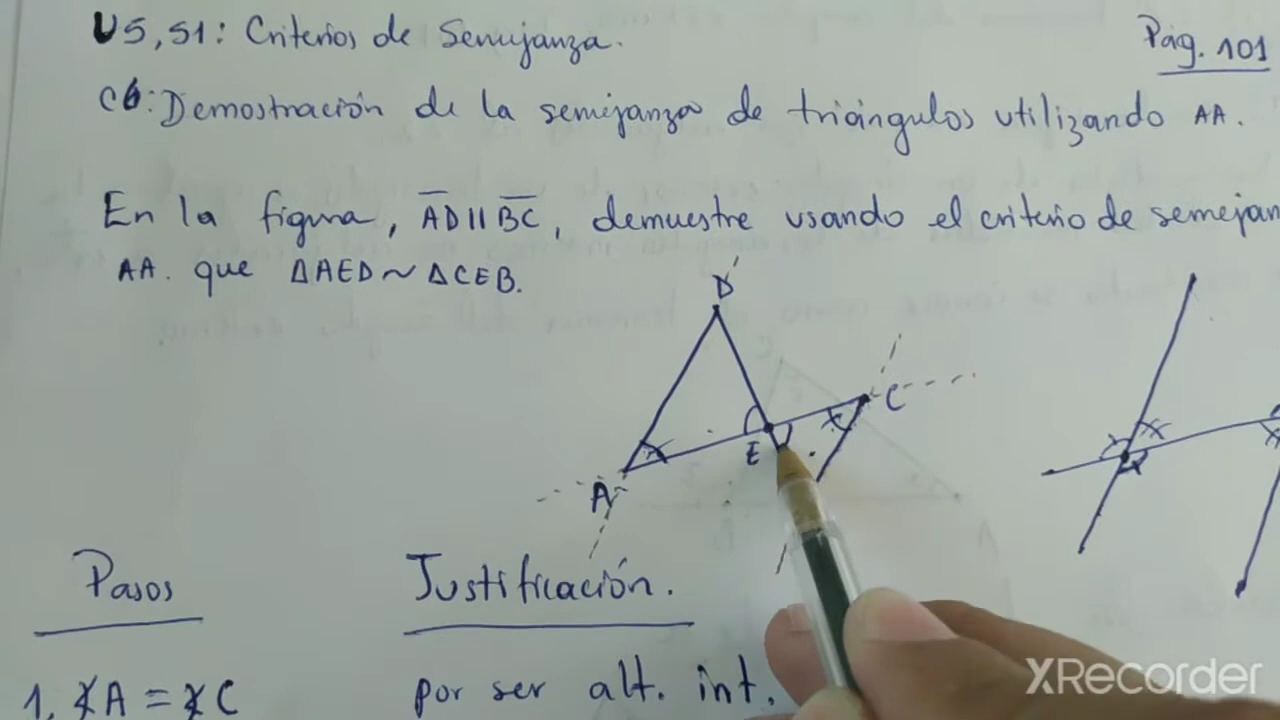 U5, S1: Criterios de Semejanza.
Pág. 101
C6: Demostración de la semejanza de triángulos utilizando AA.
En la figura, AD || BC, demuestre usando el criterio de semejan
AA. que ΔAED ~ ΔCEB.
D
C
E
A
Pasos
Justificación.
1. ∡A = ∡C
por ser alt. int.
XRecorder